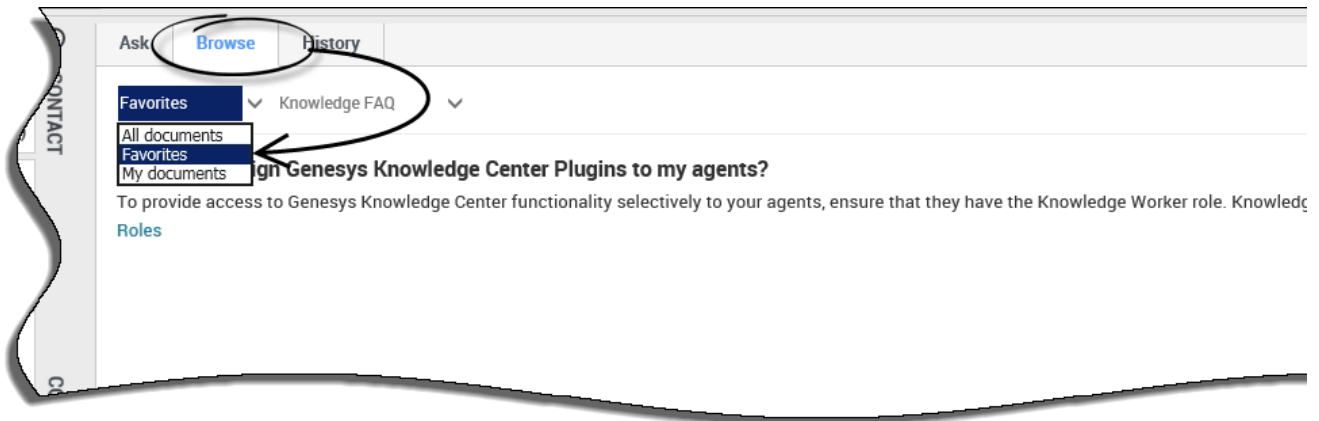 Ask Browse History
CONTACT
Favorites Knowledge FAQ
All documents
Favorites
My documents
Genesys Knowledge Center Plugins to my agents?
To provide access to Genesys Knowledge Center functionality selectively to your agents, ensure that they have the Knowledge Worker role.
Roles